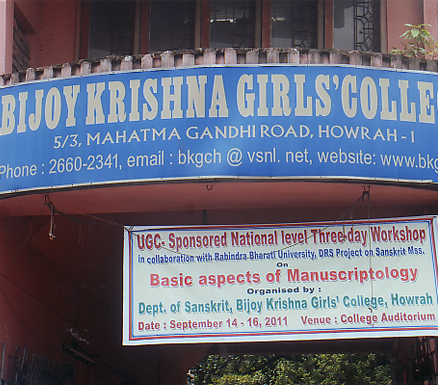 BIJOY KRISHNA GIRLS' COLLE
5/3, MAHATMA GANDHI ROAD, HOWRAH - 1
Phone : 2660-2341, email : bkgch @ vsnl. net, website: www.bkg
UGC- Sponsored National level Three day Workshop
in collaboration with Rabindra Bharati University, DRS Project on Sanskrit Mss.
On
Basic aspects of Manuscriptology
Organised by :
Dept. of Sanskrit, Bijoy Krishna Girls' College, Howrah
Date : September 14 - 16, 2011 Venue : College Auditorium